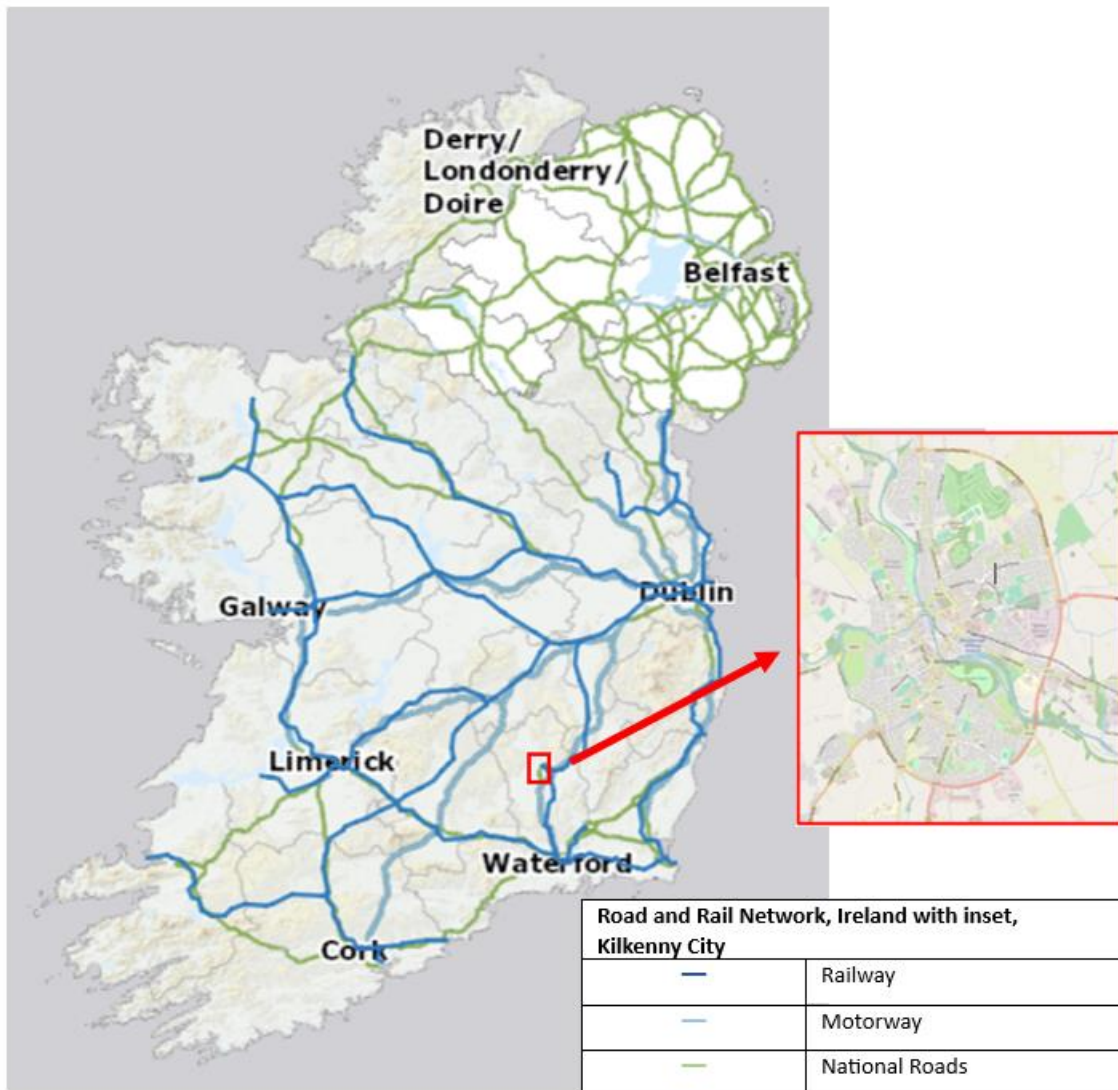 Derry/
Londonderry/
Doire
Belfast
Galway
Dublin
Limerick
Waterford
Cork
Road and Rail Network, Ireland with inset,
Kilkenny City
Railway
Motorway
National Roads